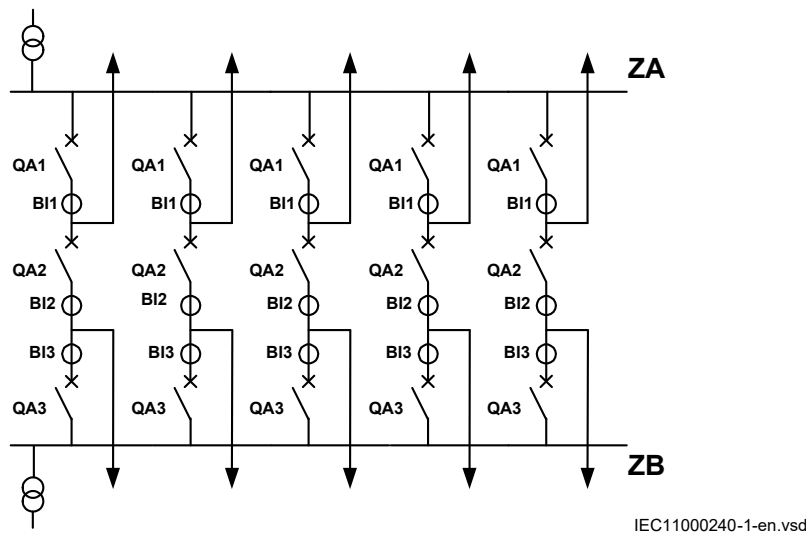 ZA
QA1 QA1 QA1 QA1 QA1
BI1 BI1 BI1 BI1 BI1
QA2 QA2 QA2 QA2 QA2
BI2 BI2 BI2 BI2 BI2
BI3 BI3 BI3 BI3 BI3
QA3 QA3 QA3 QA3 QA3
ZB
IEC11000240-1-en.vsd